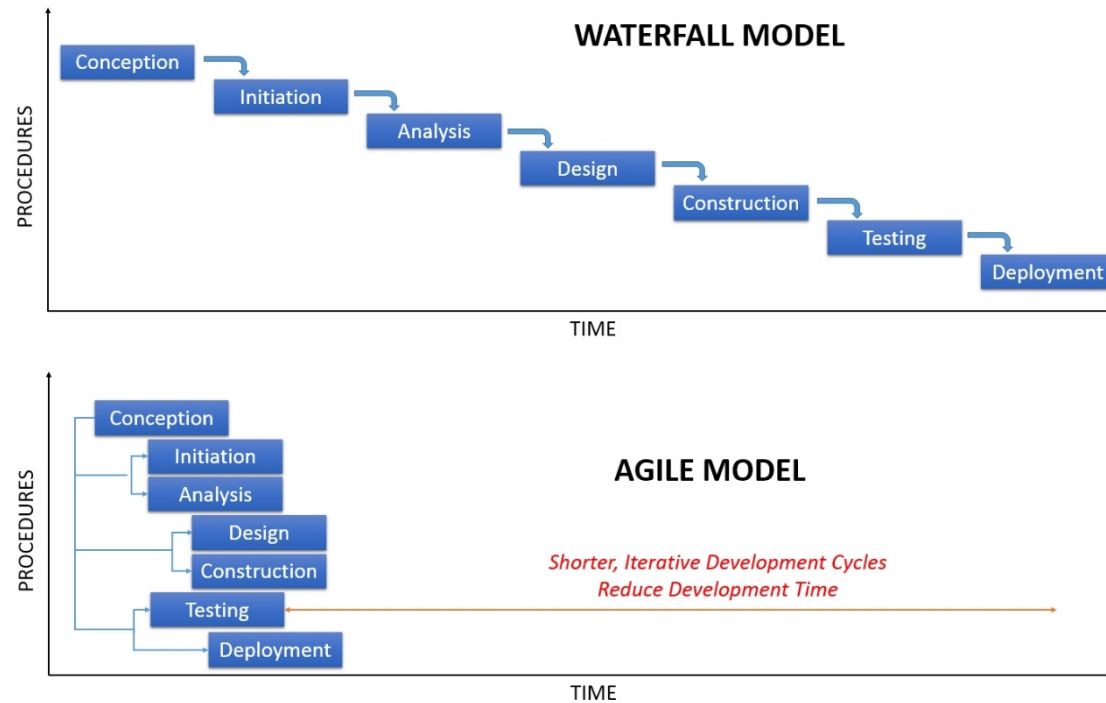 WATERFALL MODEL
Conception
Initiation
Analysis
Design
Construction
Testing
Deployment
PROCEDURES
TIME
Conception
Initiation
Analysis
AGILE MODEL
Design
Construction
Shorter, Iterative Development Cycles
Reduce Development Time
Testing
Deployment
PROCEDURES
TIME